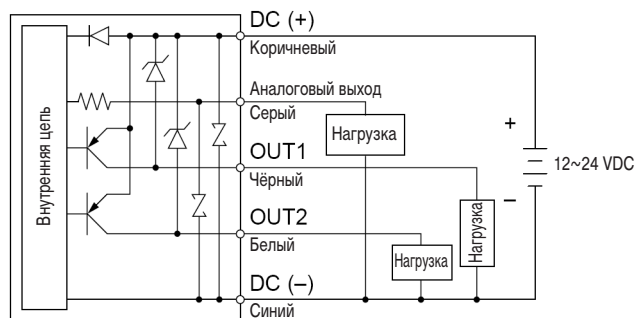 DC (+)
Коричневый
Аналоговый выход
Серый
Нагрузка
OUT1
Чёрный
OUT2
Белый
Нагрузка
Нагрузка
DC (–)
Синий
Внутренняя цепь
+
12~24 VDC
–